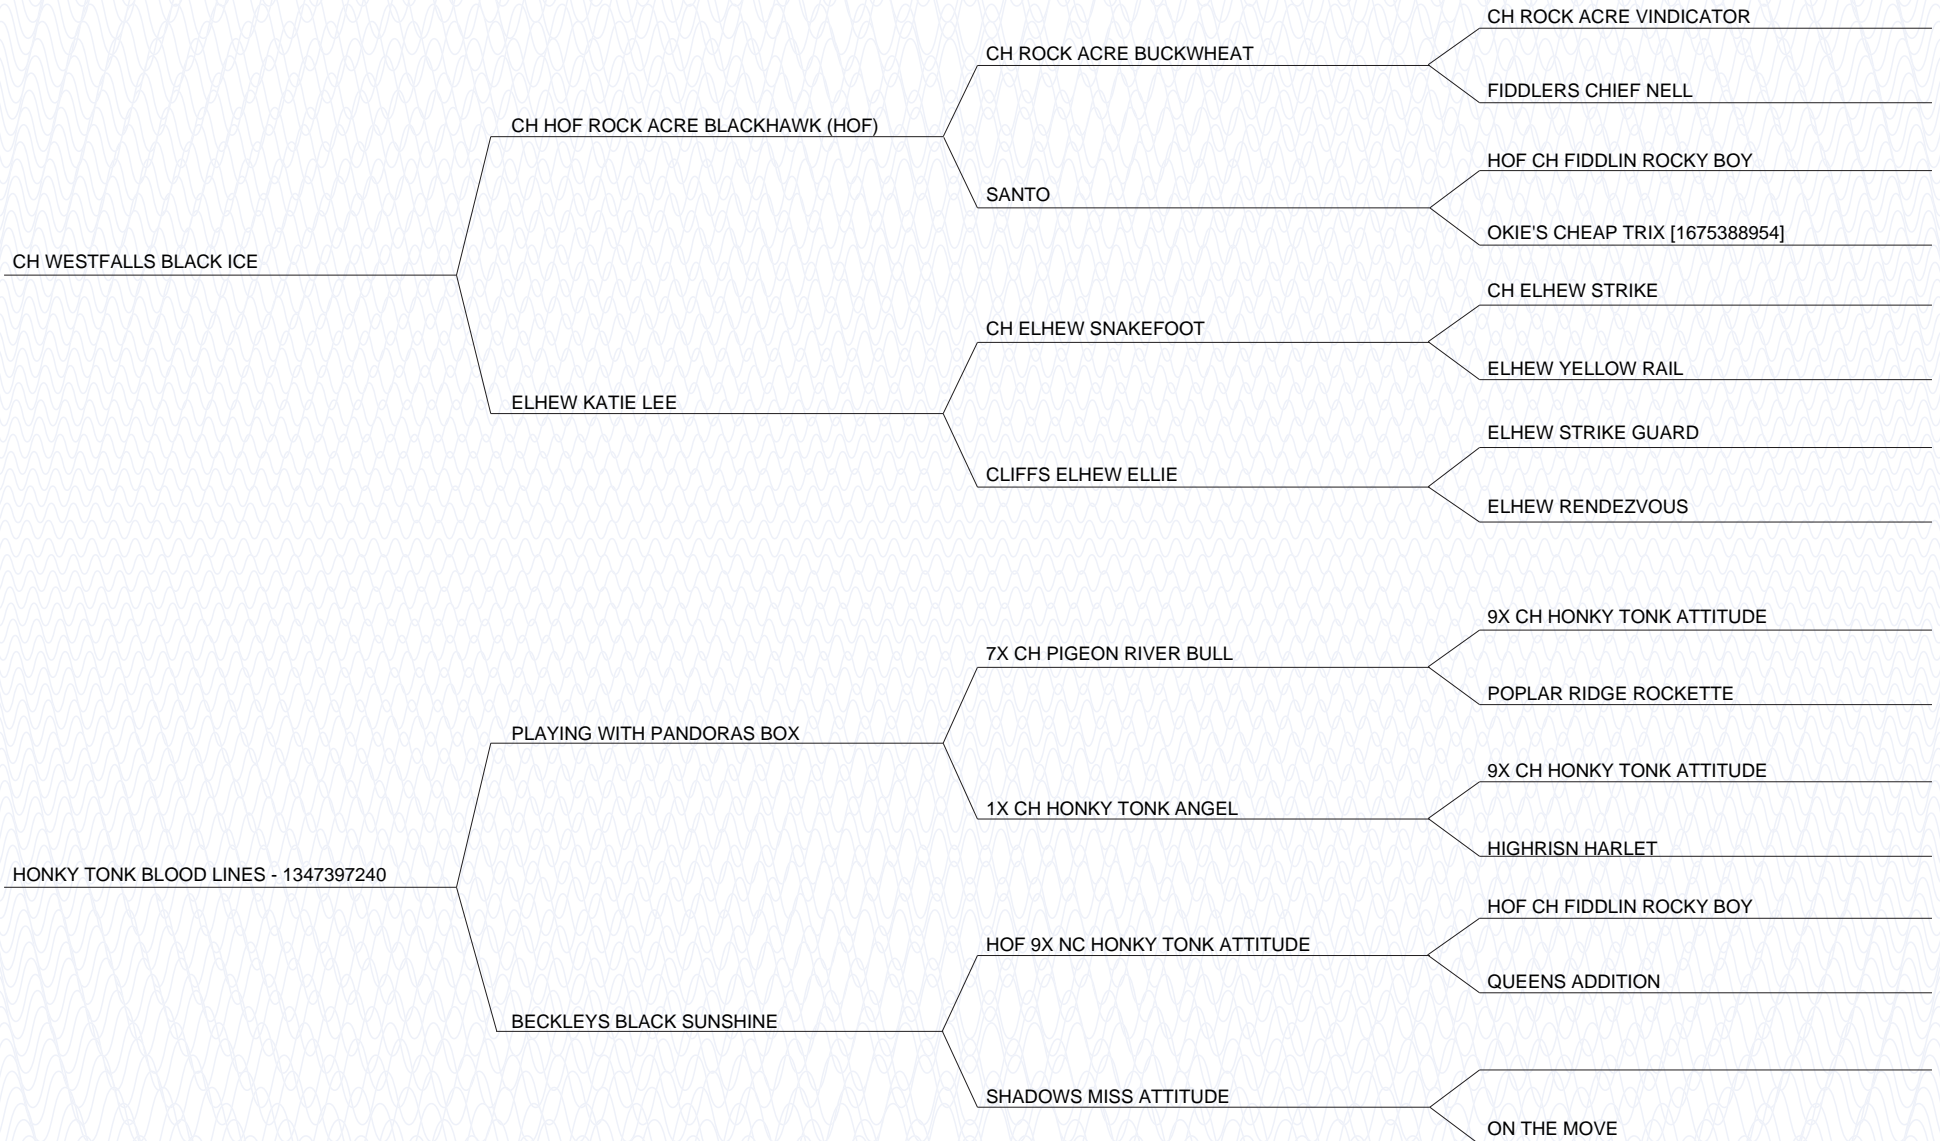 CH ROCK ACRE VINDICATOR
CH ROCK ACRE BUCKWHEAT
FIDDLERS CHIEF NELL
CH HOF ROCK ACRE BLACKHAWK (HOF)
HOF CH FIDDLIN ROCKY BOY
SANTO
OKIE'S CHEAP TRIX [1675388954]
CH WESTFALLS BLACK ICE
CH ELHEW STRIKE
CH ELHEW SNAKEFOOT
ELHEW YELLOW RAIL
ELHEW KATIE LEE
ELHEW STRIKE GUARD
CLIFFS ELHEW ELLIE
ELHEW RENDEZVOUS
9X CH HONKY TONK ATTITUDE
7X CH PIGEON RIVER BULL
POPLAR RIDGE ROCKETTE
PLAYING WITH PANDORAS BOX
9X CH HONKY TONK ATTITUDE
1X CH HONKY TONK ANGEL
HIGHRISN HARLET
HONKY TONK BLOOD LINES - 1347397240
HOF CH FIDDLIN ROCKY BOY
HOF 9X NC HONKY TONK ATTITUDE
QUEENS ADDITION
BECKLEYS BLACK SUNSHINE
SHADOWS MISS ATTITUDE
ON THE MOVE